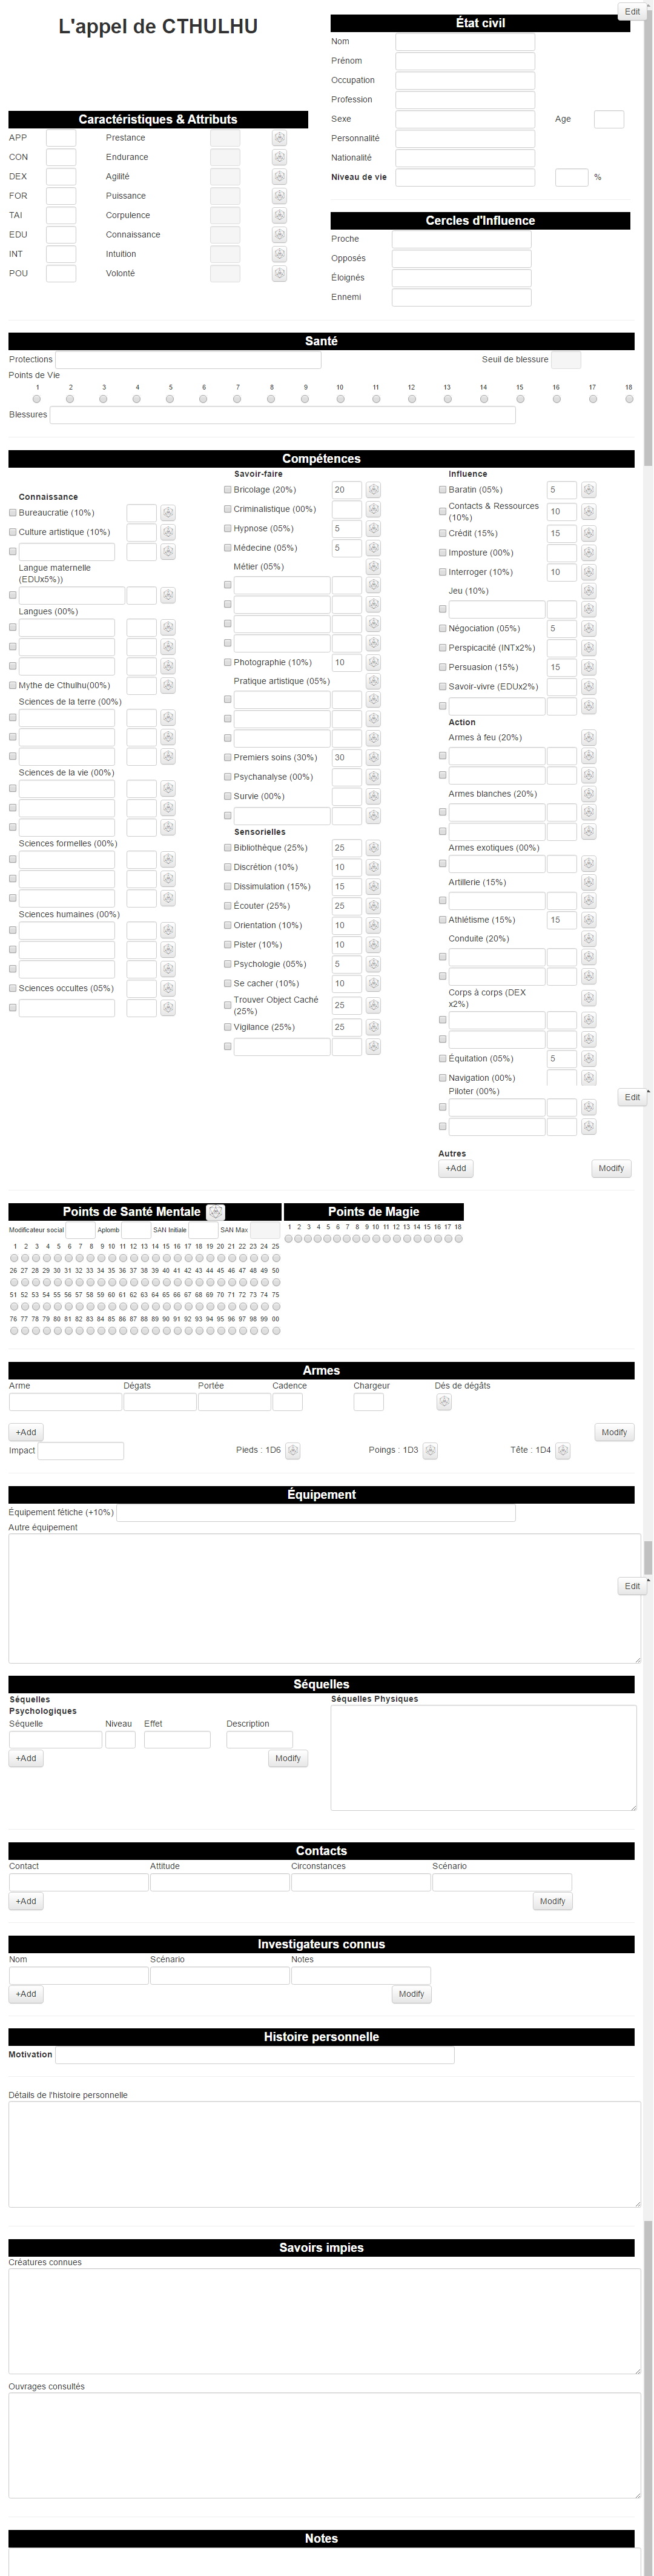 L'appel de CTHULHU
Edit
État civil
Nom
Prénom
Occupation
Profession
Sexe Age
Personnalité
Nationalité
Niveau de vie %
Caractéristiques & Attributs
APP Prestance
CON Endurance
DEX Agilité
FOR Puissance
TAI Corpulence
EDU Connaissance
INT Intuition
POU Volonté
Cercles d'Influence
Proche
Opposés
Éloignés
Ennemi
Santé
Protections Seuil de blessure
Points de Vie
1 2 3 4 5 6 7 8 9 10 11 12 13 14 15 16 17 18
Blessures
Compétences
Connaissance
Bureaucratie (10%)
Culture artistique (10%)
Langue maternelle
(EDUx5%))
Langues (00%)
Mythe de Cthulhu(00%)
Sciences de la terre (00%)
Sciences de la vie (00%)
Sciences formelles (00%)
Sciences humaines (00%)
Sciences occultes (05%)
Savoir-faire
Bricolage (20%) 20
Criminalistique (00%)
Hypnose (05%) 5
Médecine (05%) 5
Métier (05%)
Photographie (10%) 10
Pratique artistique (05%)
Premiers soins (30%) 30
Psychanalyse (00%)
Survie (00%)
Sensorielles
Bibliothèque (25%) 25
Discrétion (10%) 10
Dissimulation (15%) 15
Écouter (25%) 25
Orientation (10%) 10
Pister (10%) 10
Psychologie (05%) 5
Se cacher (10%) 10
Trouver Object Caché
(25%) 25
Vigilance (25%) 25
Influence
Baratin (05%) 5
Contacts & Ressources
(10%) 10
Crédit (15%) 15
Imposture (00%)
Interroger (10%) 10
Jeu (10%)
Négociation (05%) 5
Perspicacité (INTx2%)
Persuasion (15%) 15
Savoir-vivre (EDUx2%)
Action
Armes à feu (20%)
Armes blanches (20%)
Armes exotiques (00%)
Artillerie (15%)
Athlétisme (15%) 15
Conduite (20%)
Corps à corps (DEX
x2%)
Équitation (05%) 5
Navigation (00%)
Piloter (00%)
Edit
Autres
+Add Modify
Points de Santé Mentale
Modificateur social Aplomb SAN Initiale SAN Max
1 2 3 4 5 6 7 8 9 10 11 12 13 14 15 16 17 18 19 20 21 22 23 24 25
26 27 28 29 30 31 32 33 34 35 36 37 38 39 40 41 42 43 44 45 46 47 48 49 50
51 52 53 54 55 56 57 58 59 60 61 62 63 64 65 66 67 68 69 70 71 72 73 74 75
76 77 78 79 80 81 82 83 84 85 86 87 88 89 90 91 92 93 94 95 96 97 98 99 00
Points de Magie
1 2 3 4 5 6 7 8 9 10 11 12 13 14 15 16 17 18
Armes
Arme Dégats Portée Cadence Chargeur Dés de dégâts
+Add Modify
Impact Pieds : 1D6 Poings : 1D3 Tête : 1D4
Équipement
Équipement fétiche (+10%)
Autre équipement
Edit
Séquelles
Séquelles
Psychologiques
Séquelle Niveau Effet Description
+Add Modify
Séquelles Physiques
Contacts
Contact Attitude Circonstances Scénario
+Add Modify
Investigateurs connus
Nom Scénario Notes
+Add Modify
Histoire personnelle
Motivation
Détails de l'histoire personnelle
Savoirs impies
Créatures connues
Ouvrages consultés
Notes